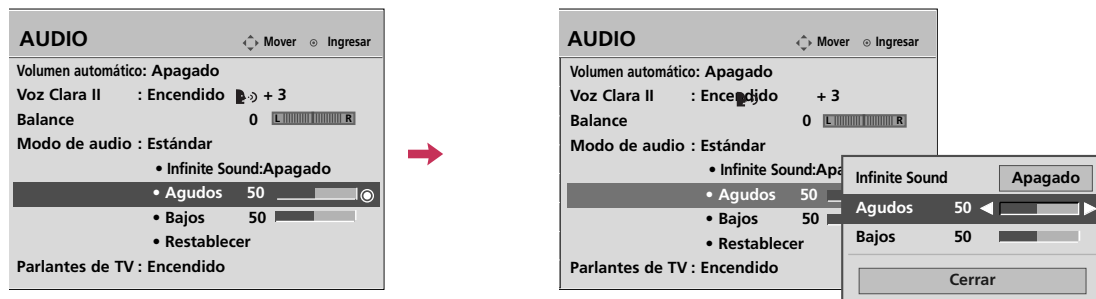 AUDIO Mover Ingresar
Volumen automático: Apagado
Voz Clara II : Encendido + 3
Balance 0 L R
Modo de audio : Estándar
• Infinite Sound:Apagado
• Agudos 50
• Bajos 50
• Restablecer
Parlantes de TV : Encendido
AUDIO Mover Ingresar
Volumen automático: Apagado
Voz Clara II : Encendido + 3
Balance 0 L R
Modo de audio : Estándar
• Infinite Sound:Apa
• Agudos 50
• Bajos 50
• Restablecer
Parlantes de TV : Encendido
Infinite Sound Apagado
Agudos 50
Bajos 50
Cerrar